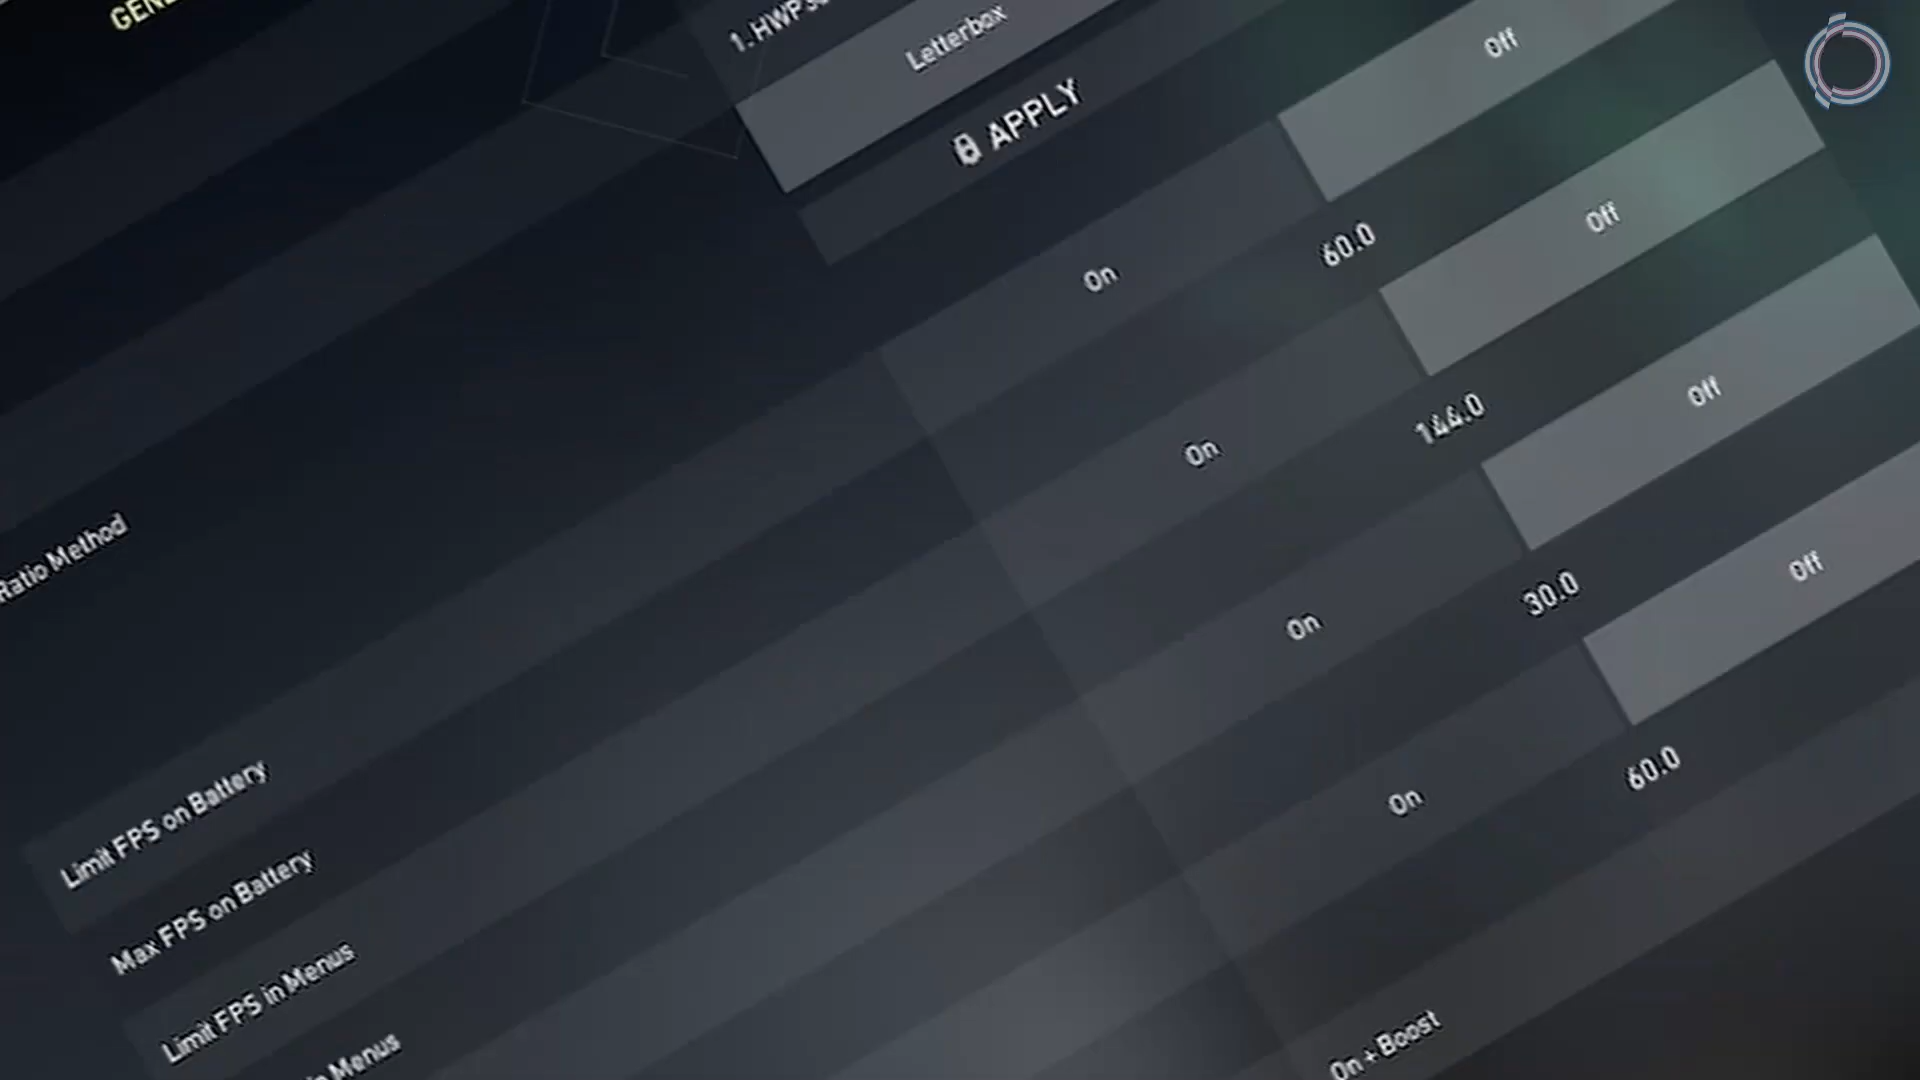 GENE
1. HWP
Letterbox
APPLY
Ratio Method
Limit FPS on Battery
On
Off
Max FPS on Battery
60.0
Limit FPS in Menus
On
Off
in Menus
144.0
On
Off
30.0
On
Off
60.0
On + Boost